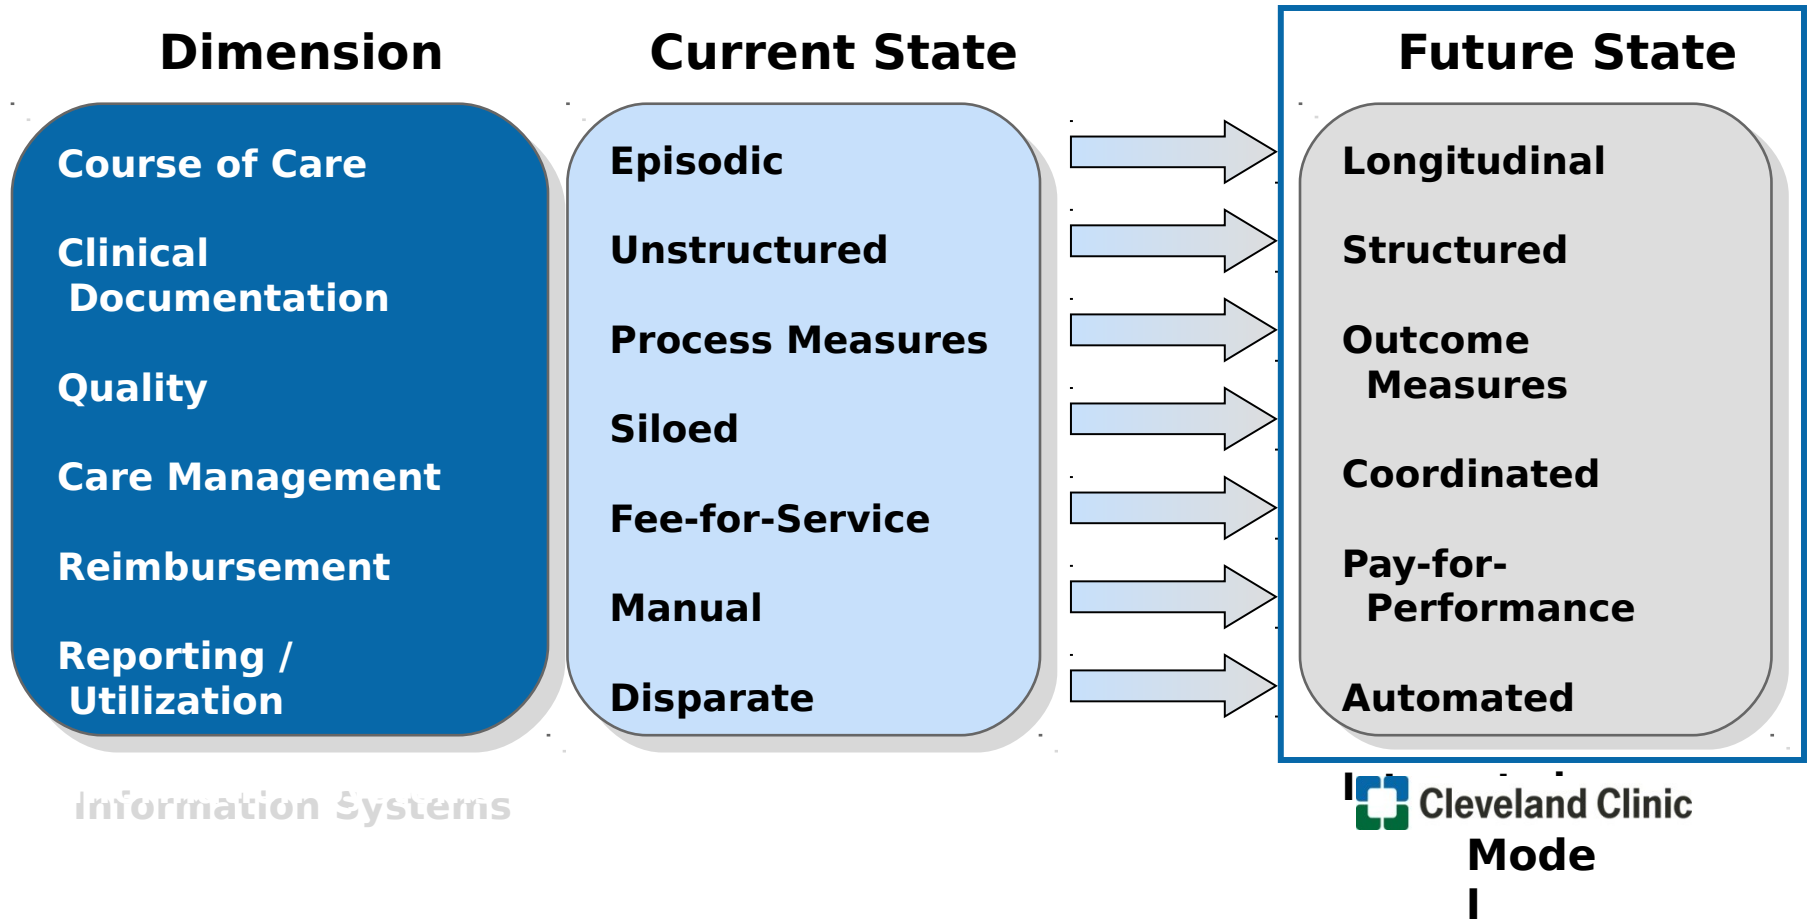 Dimension
Current State
Future State
Course of Care
Clinical
Documentation
Quality
Care Management
Reimbursement
Reporting /
Utilization
Information Systems
Episodic
Unstructured
Process Measures
Siloed
Fee-for-Service
Manual
Disparate
Longitudinal
Structured
Outcome
Measures
Coordinated
Pay-for-
Performance
Automated
Cleveland Clinic
Mode
l